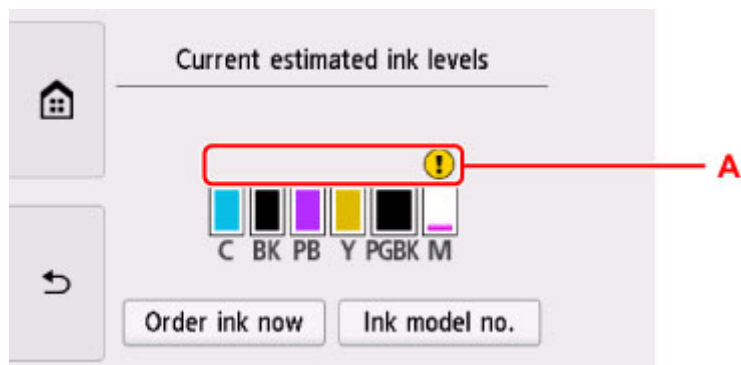 Current estimated ink levels
A
C BK PB Y PGBK M
Order ink now Ink model no.